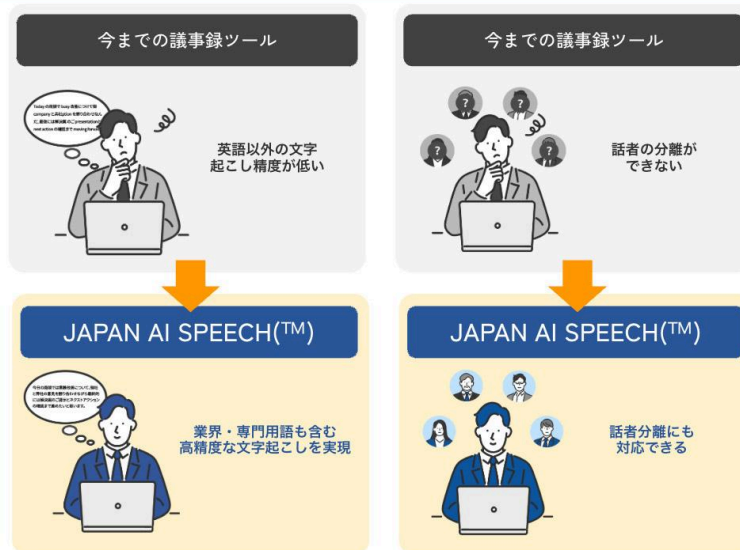 今までの議事録ツール
英語以外の文字
起こし精度が低い
今までの議事録ツール
?
?
?
?
話者の分離が
できない
JAPAN AI SPEECH(TM)
業界・専門用語も含む
高精度な文字起こしを実現
JAPAN AI SPEECH(TM)
話者分離にも
対応できる